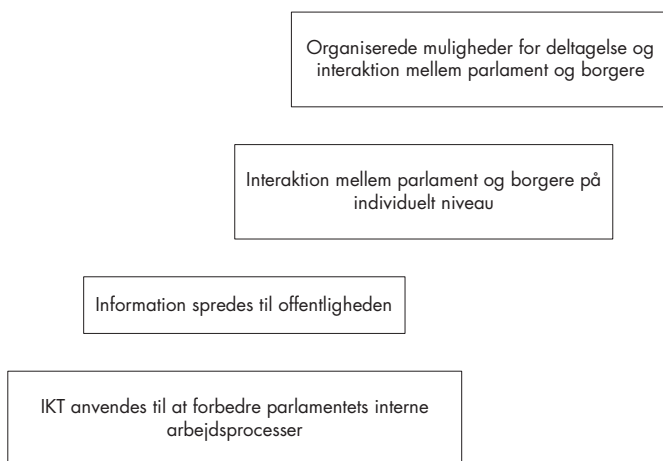 Organiserede muligheder for deltagelse og
interaktion mellem parlament og borgere
Interaktion mellem parlament og borgere på
individuelt niveau
Information spredes til offentligheden
IKT anvendes til at forbedre parlamentets interne
arbejdsprocesser